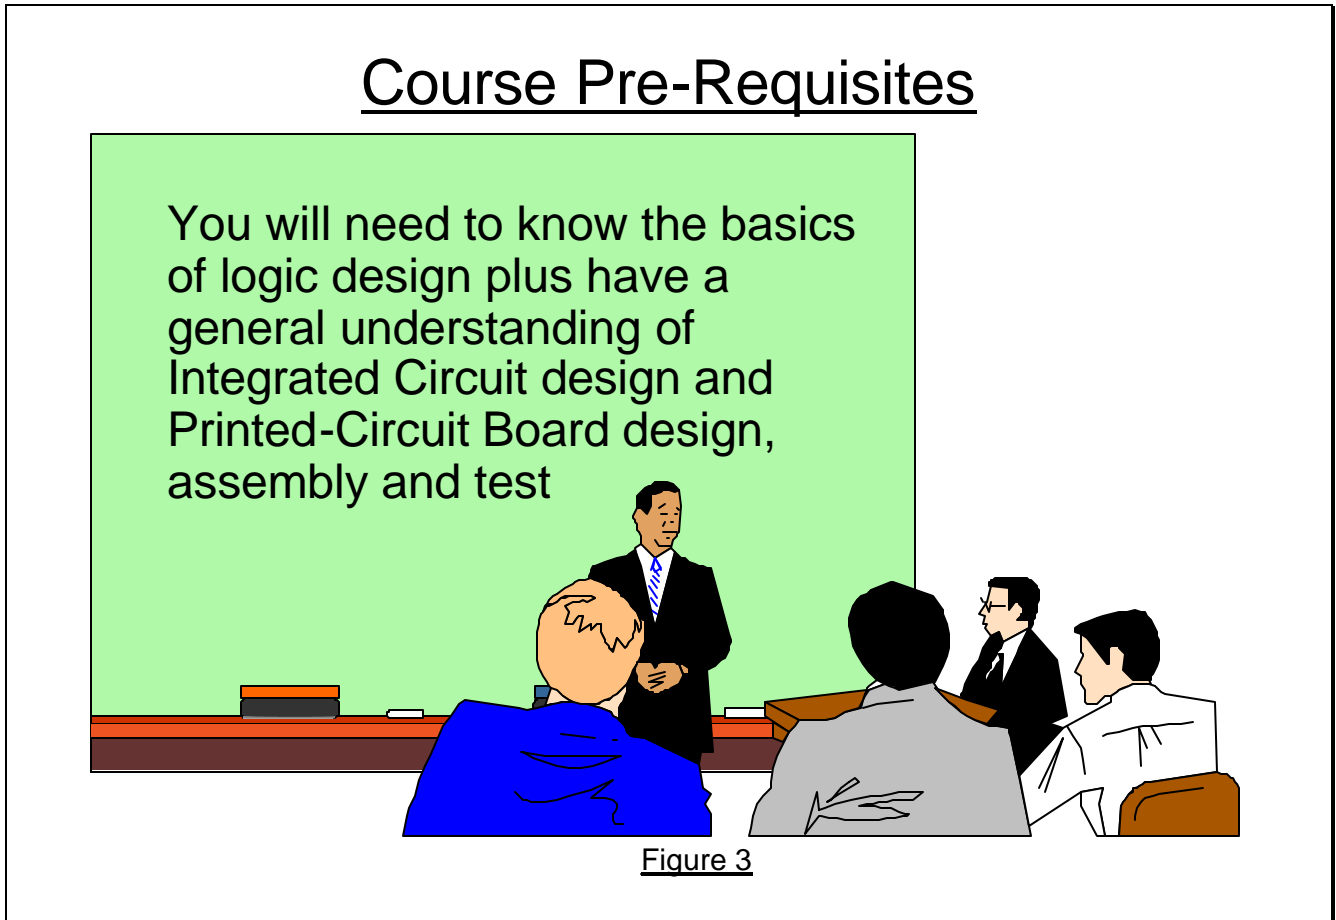 Course Pre-Requisites
You will need to know the basics
of logic design plus have a
general understanding of
Integrated Circuit design and
Printed-Circuit Board design,
assembly and test
Figure 3